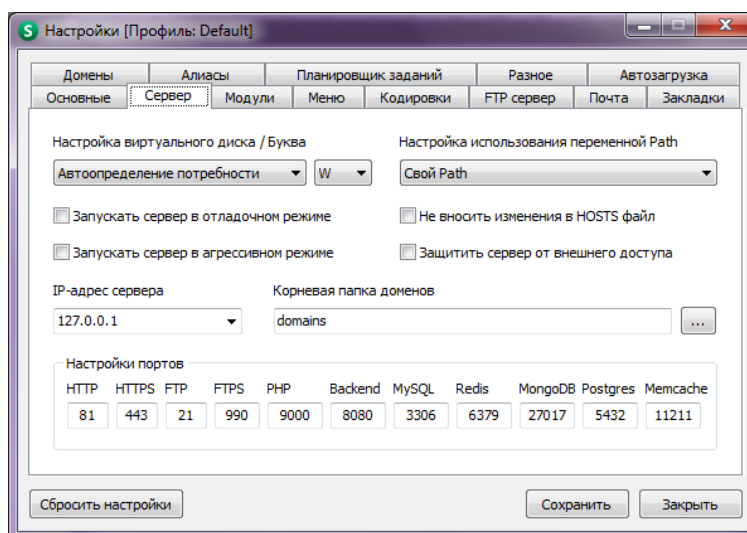 S Настройки [Профиль: Default]
Домены Алиасы Планировщик заданий Разное Автозагрузка
Основные Сервер Модули Меню Кодировки FTP сервер Почта Закладки
Настройка виртуального диска / Буква Настройка использования переменной Path
Автоопределение потребности W Свой Path
Запускать сервер в отладочном режиме Не вносить изменения в HOSTS файл
Запускать сервер в агрессивном режиме Защитить сервер от внешнего доступа
IP-адрес сервера Корневая папка доменов
127.0.0.1 domains ...
Настройки портов
HTTP HTTPS FTP FTPS PHP Backend MySQL Redis MongoDB Postgres Memcache
81 443 21 990 9000 8080 3306 6379 27017 5432 11211
Сбросить настройки Сохранить Закрыть